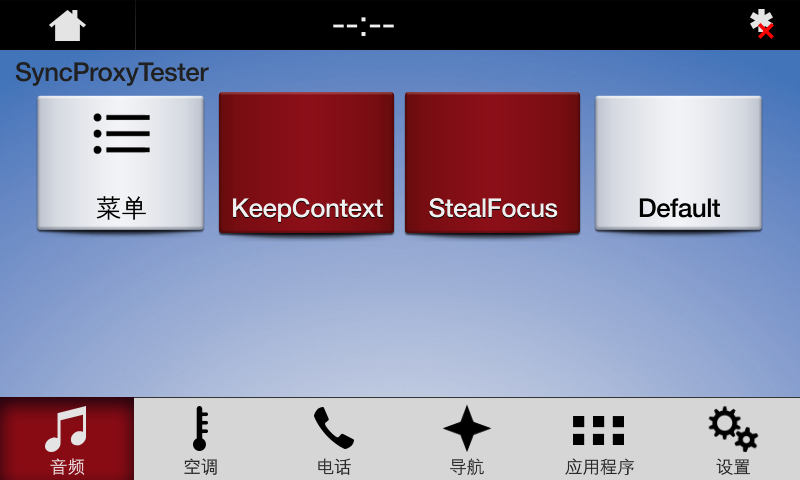 --:--
SyncProxyTester
菜单
KeepContext
StealFocus
Default
音频
空调
电话
导航
应用程序
设置